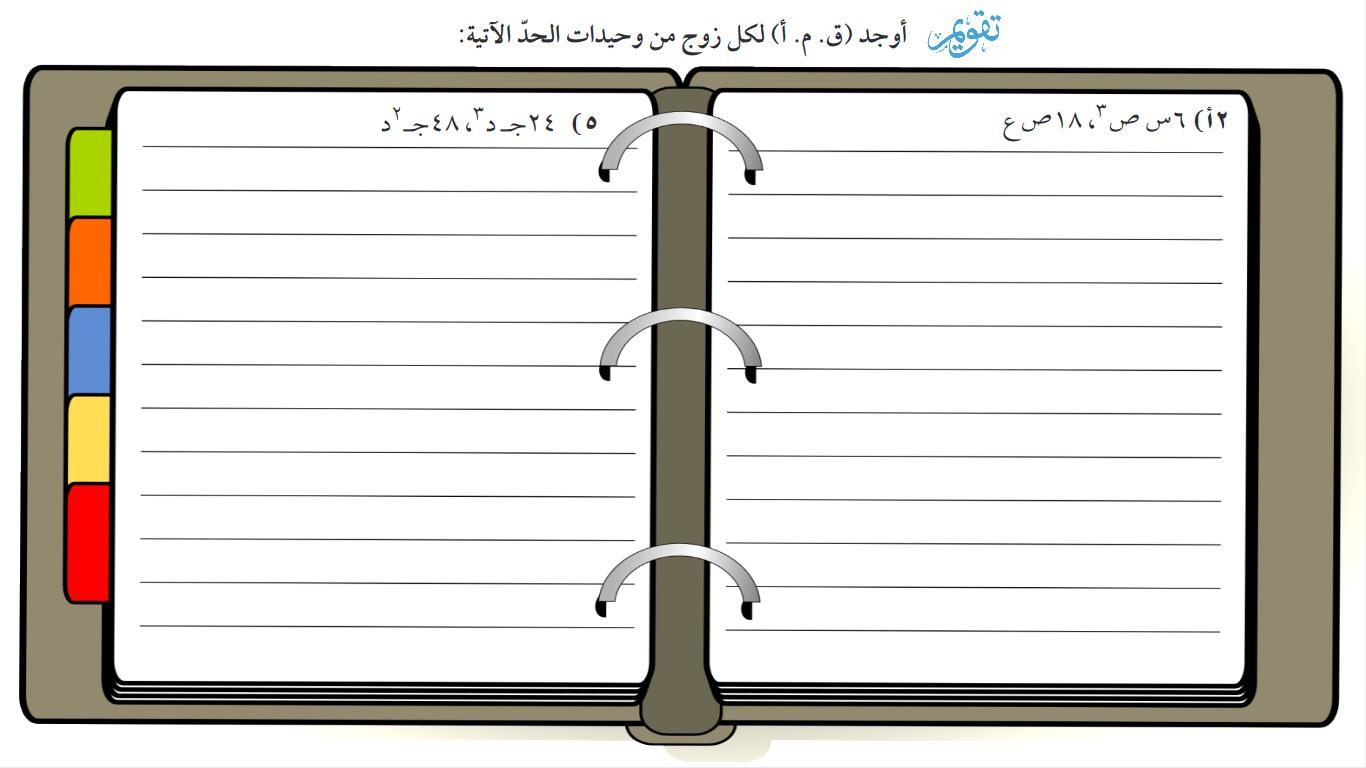 تقويم أوجد (ق. م. أ) لكل زوج من وحيدات الحدّ الآتية:
٢أ) ٦س ص٣، ١٨ص ع
٥) ٢٤جـ د٣، ٤٨جـ٢د